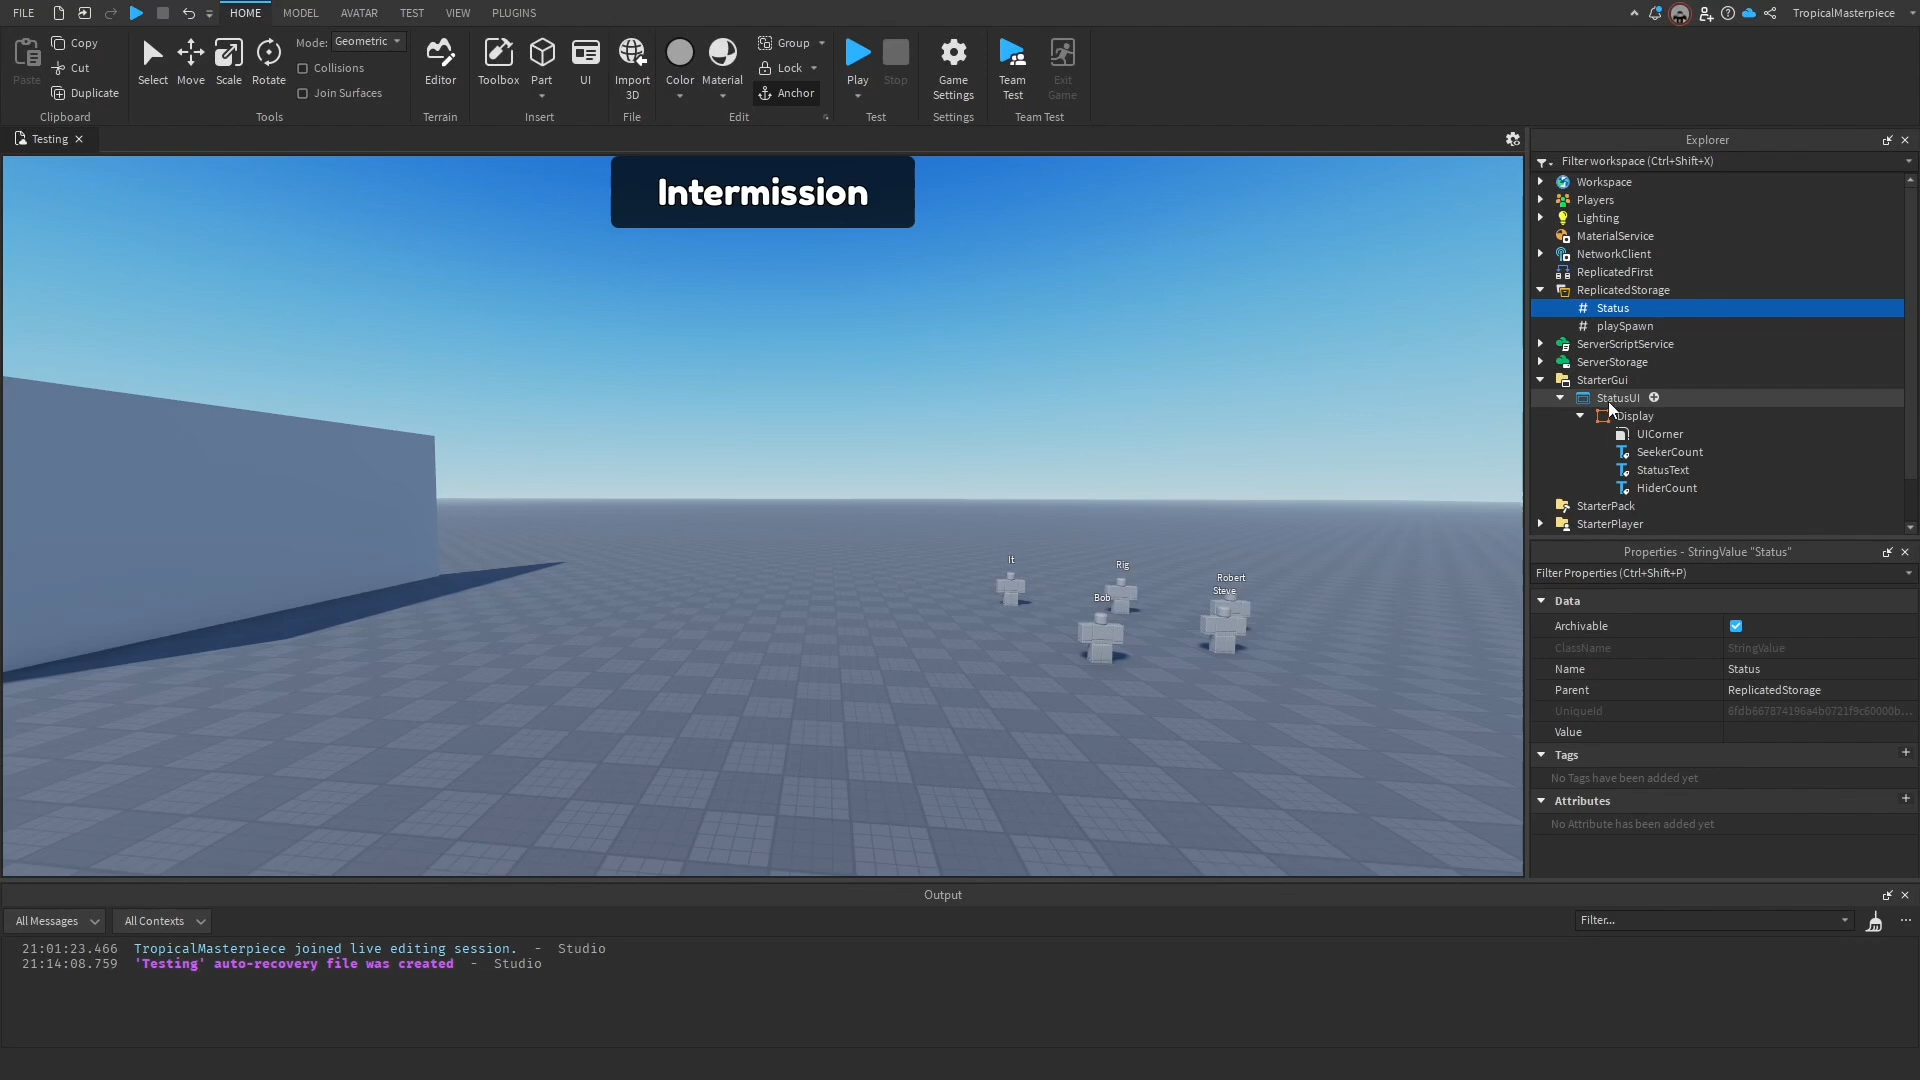 FILE HOME MODEL AVATAR TEST VIEW PLUGINS TropicalMasterpiece
Paste Copy Cut Duplicate
Clipboard
Select Move Scale Rotate
Mode: Geometric
Collisions
Join Surfaces
Tools
Editor
Terrain
Toolbox Part UI
Insert
Import 3D
File
Color Material
Group
Lock
Anchor
Edit
Play Stop
Test
Game Settings
Settings
Team Test
Exit Game
Team Test
Testing
Intermission
It
Rig
Robert
Steve
Bob
Explorer
Filter workspace (Ctrl+Shift+X)
Workspace
Players
Lighting
MaterialService
NetworkClient
ReplicatedFirst
ReplicatedStorage
# Status
# playSpawn
ServerScriptService
ServerStorage
StarterGui
StatusUI
Display
UICorner
SeekerCount
StatusText
HiderCount
StarterPack
StarterPlayer
Properties - StringValue "Status"
Filter Properties (Ctrl+Shift+P)
Data
Archivable
ClassName StringValue
Name Status
Parent ReplicatedStorage
UniqueId 6fdb667874196a4b0721f9c60000b...
Value
Tags
No Tags have been added yet
Attributes
No Attribute has been added yet
Output
All Messages All Contexts Filter...
21:01:23.466 TropicalMasterpiece joined live editing session. - Studio
21:14:08.759 'Testing' auto-recovery file was created - Studio